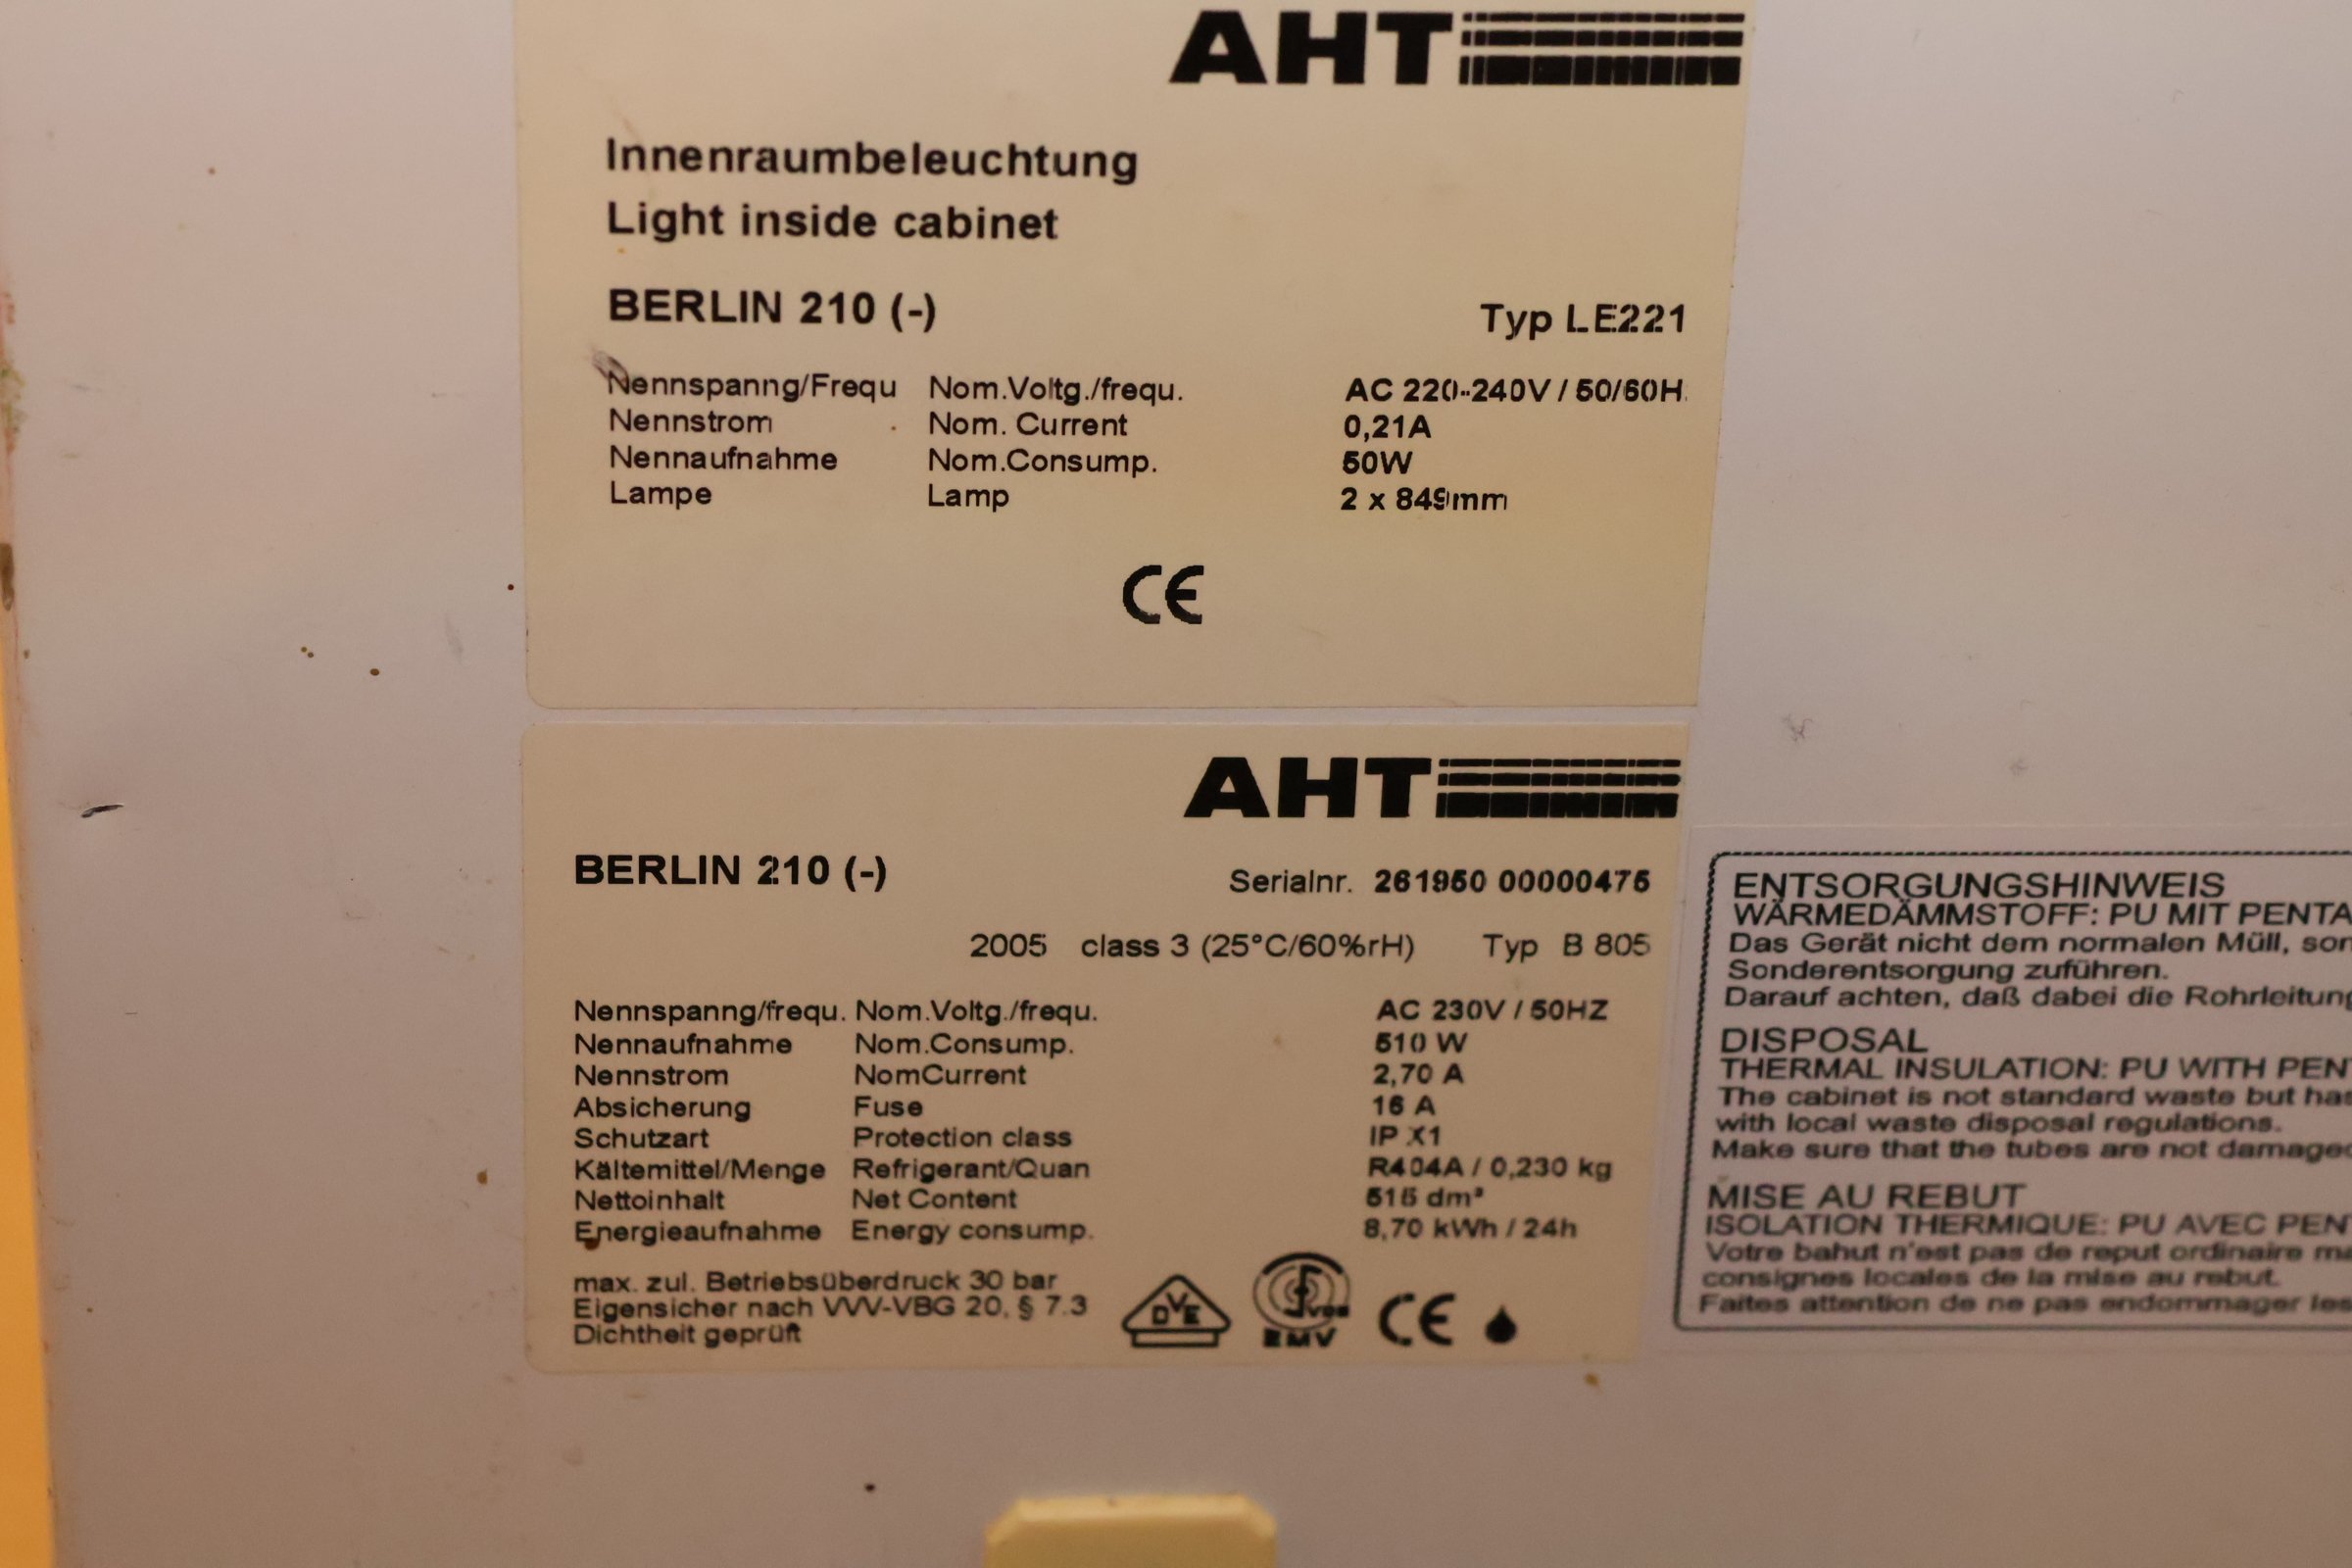 AHT
Innenraumbeleuchtung
Light inside cabinet
BERLIN 210 (-) Typ LE221
Nennspanng/Frequ Nom.Voltg./frequ. AC 220-240V / 50/60H
Nennstrom Nom. Current 0,21A
Nennaufnahme Nom.Consump. 50W
Lampe Lamp 2 x 849mm
CE
AHT
BERLIN 210 (-) Serialnr. 261950 00000475
2005 class 3 (25°C/60%rH) Typ B 805
Nennspanng/frequ. Nom.Voltg./frequ. AC 230V / 50HZ
Nennaufnahme Nom.Consump. 510 W
Nennstrom NomCurrent 2,70 A
Absicherung Fuse 16 A
Schutzart Protection class IP X1
Kältemittel/Menge Refrigerant/Quan R404A / 0,230 kg
Nettoinhalt Net Content 515 dm³
Energieaufnahme Energy consump. 8,70 kWh / 24h
max. zul. Betriebsüberdruck 30 bar
Eigensicher nach VVV-VBG 20, § 7.3
Dichtheit geprüft
DVE VDE EMV CE
ENTSORGUNGSHINWEIS
WÄRMEDÄMMSTOFF: PU MIT PENTA
Das Gerät nicht dem normalen Müll, son
Sonderentsorgung zuführen.
Darauf achten, daß dabei die Rohrleitung
DISPOSAL
THERMAL INSULATION: PU WITH PEN
The cabinet is not standard waste but has
with local waste disposal regulations.
Make sure that the tubes are not damaged
MISE AU REBUT
ISOLATION THERMIQUE: PU AVEC PEN
Votre bahut n'est pas de reput ordinaire ma
consignes locales de la mise au rebut.
Faites attention de ne pas endommager les